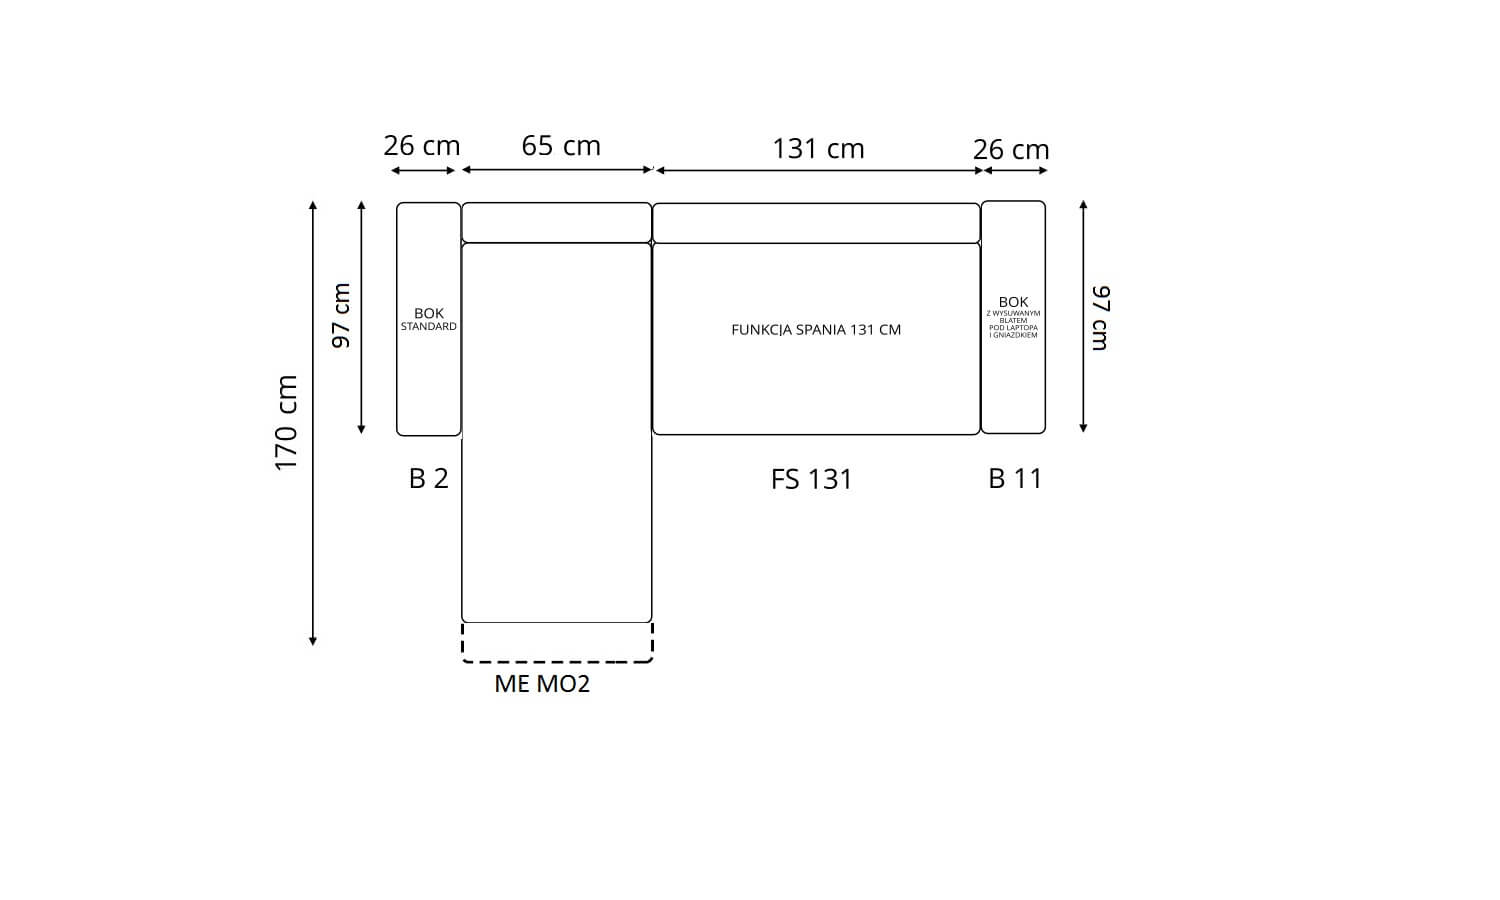 26 cm
65 cm
131 cm
26 cm
170 cm
97 cm
BOK
STANDARD
FUNKCJA SPANIA 131 CM
BOK
Z WYSUWANYM
BLATEM
POD LAPTOPA
I GNIAZDKIEM
97 cm
B 2
FS 131
B 11
ME MO2